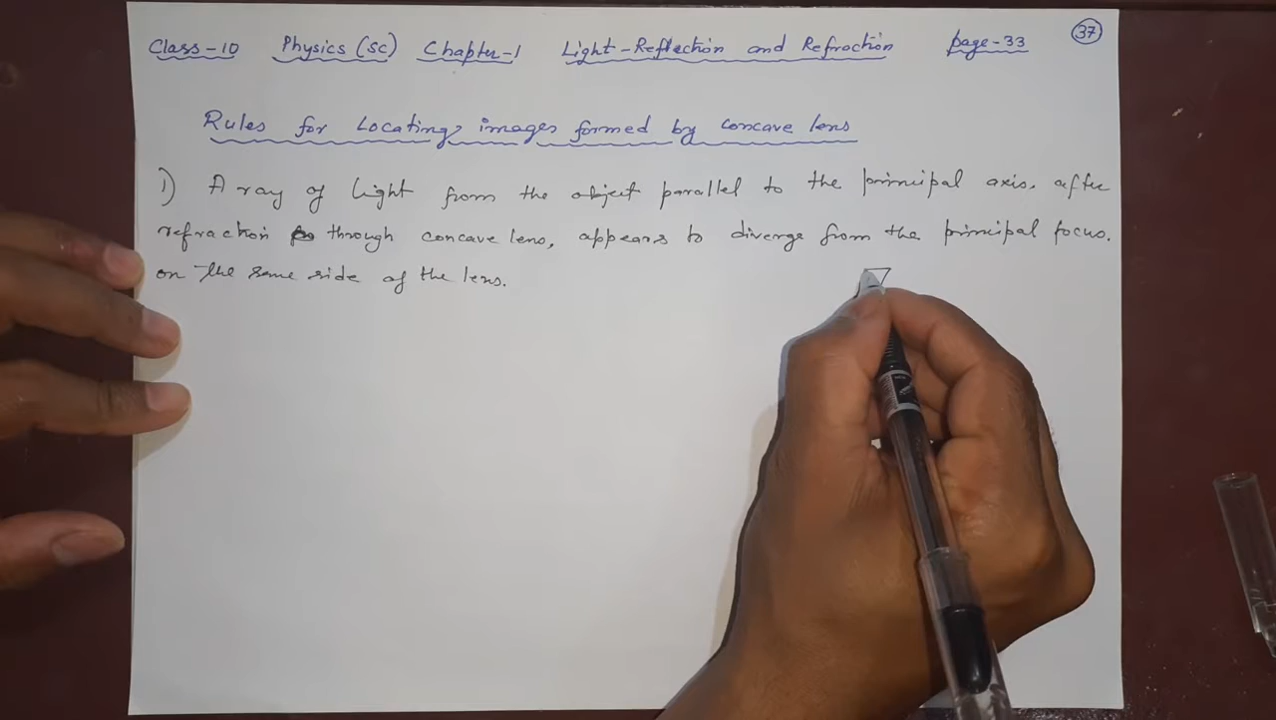 Class-10 Physics (SC) Chapter-1 Light-Reflection and Refraction page-33 37
Rules for Locating images formed by concave lens
1) A ray of light from the object parallel to the principal axis. after
refraction through concave lens, appears to diverge from the principal focus.
on the same side of the lens.